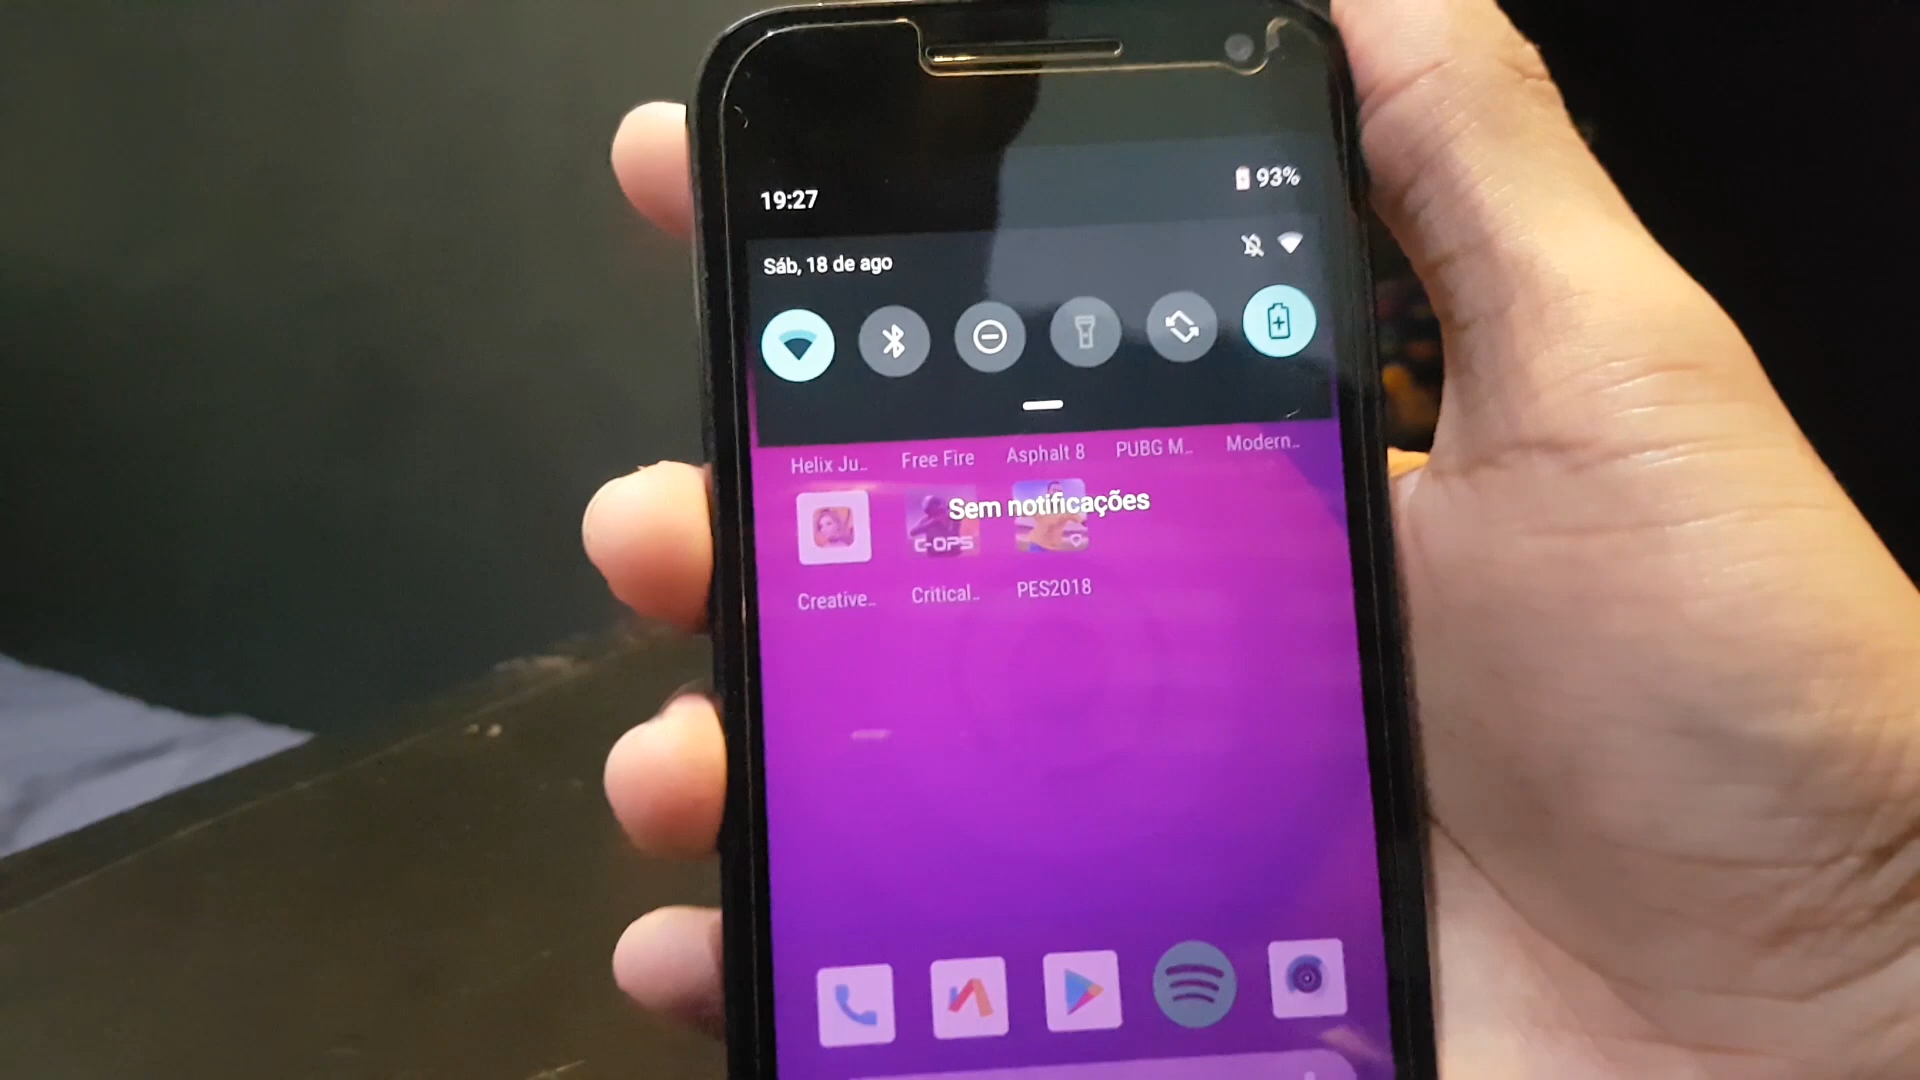 19:27
93%
Sáb, 18 de ago
Helix Ju..
Free Fire
Asphalt 8
PUBG M..
Modern..
Sem notificações
C-OPS
Creative..
Critical..
PES2018